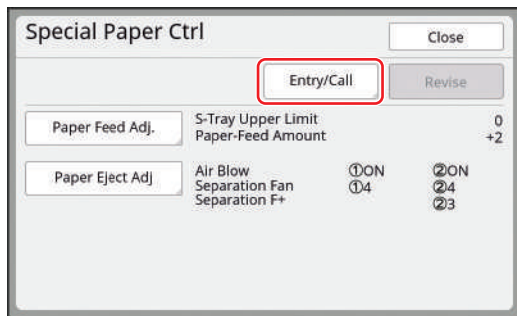 Special Paper Ctrl
Close
Entry/Call
Revise
Paper Feed Adj.
S-Tray Upper Limit 0
Paper-Feed Amount +2
Paper Eject Adj
Air Blow ①ON ②ON
Separation Fan ①4 ②4
Separation F+ ②3